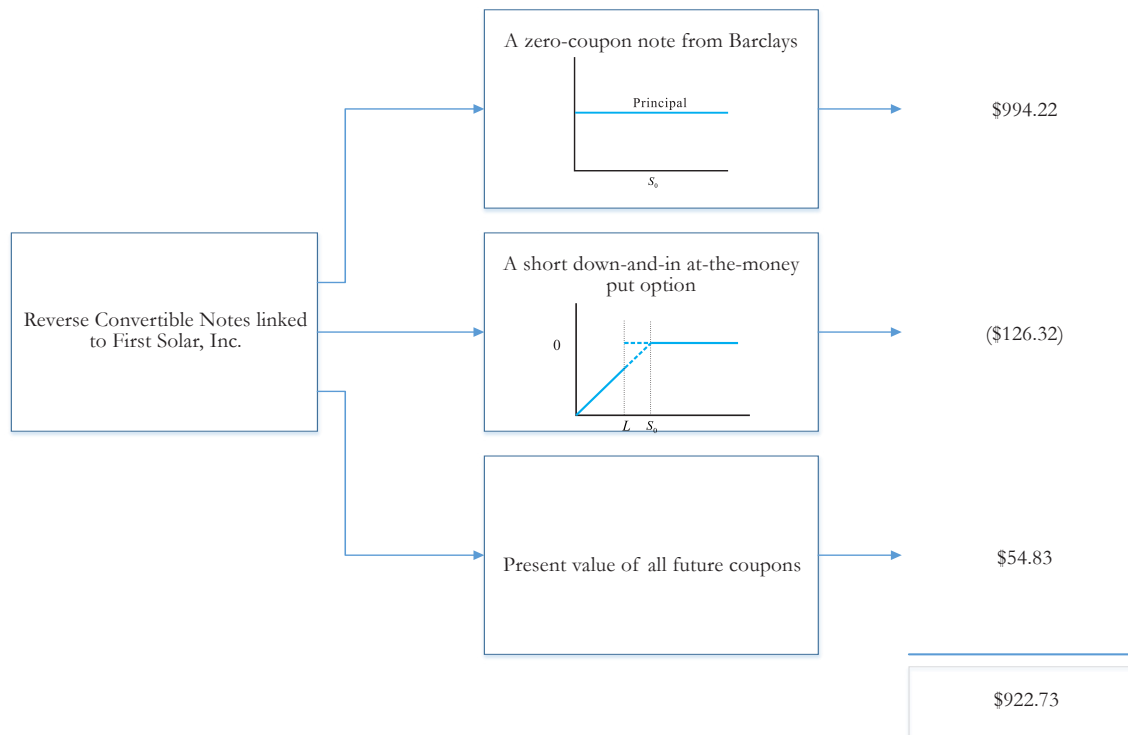 A zero-coupon note from Barclays
Principal
S₀
$994.22
Reverse Convertible Notes linked
to First Solar, Inc.
A short down-and-in at-the-money
put option
0
L
S₀
($126.32)
Present value of all future coupons
$54.83
$922.73